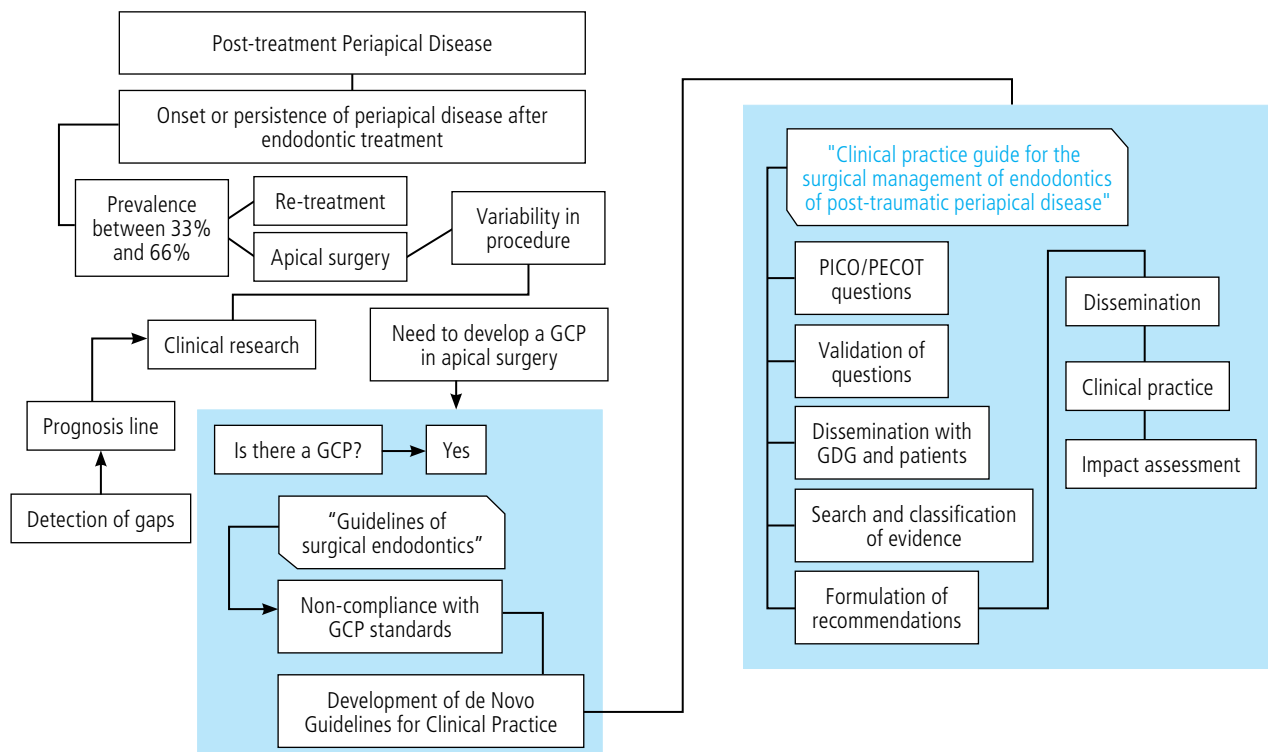 Post-treatment Periapical Disease
Onset or persistence of periapical disease after
endodontic treatment
Prevalence
between 33%
and 66%
Re-treatment
Apical surgery
Variability in
procedure
Clinical research
Prognosis line
Detection of gaps
Need to develop a GCP
in apical surgery
Is there a GCP?
Yes
“Guidelines of
surgical endodontics”
Non-compliance with
GCP standards
Development of de Novo
Guidelines for Clinical Practice
"Clinical practice guide for the
surgical management of endodontics
of post-traumatic periapical disease"
PICO/PECOT
questions
Validation of
questions
Dissemination with
GDG and patients
Search and classification
of evidence
Formulation of
recommendations
Dissemination
Clinical practice
Impact assessment